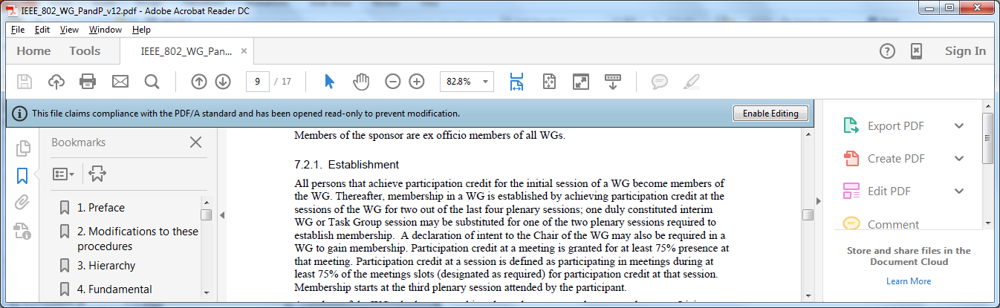 IEEE_802_WG_PandP_v12.pdf - Adobe Acrobat Reader DC
File Edit View Window Help
Home Tools IEEE_802_WG_Pan... × Sign In
9 / 17 82.8%
This file claims compliance with the PDF/A standard and has been opened read-only to prevent modification. Enable Editing
Bookmarks
1. Preface
2. Modifications to these
procedures
3. Hierarchy
4. Fundamental
Members of the sponsor are ex officio members of all WGs.
7.2.1. Establishment
All persons that achieve participation credit for the initial session of a WG become members of
the WG. Thereafter, membership in a WG is established by achieving participation credit at the
sessions of the WG for two out of the last four plenary sessions; one duly constituted interim
WG or Task Group session may be substituted for one of the two plenary sessions required to
establish membership. A declaration of intent to the Chair of the WG may also be required in a
WG to gain membership. Participation credit at a meeting is granted for at least 75% presence at
that meeting. Participation credit at a session is defined as participating in meetings during at
least 75% of the meetings slots (designated as required) for participation credit at that session.
Membership starts at the third plenary session attended by the participant.
Export PDF
Create PDF
Edit PDF
Comment
Store and share files in the
Document Cloud
Learn More